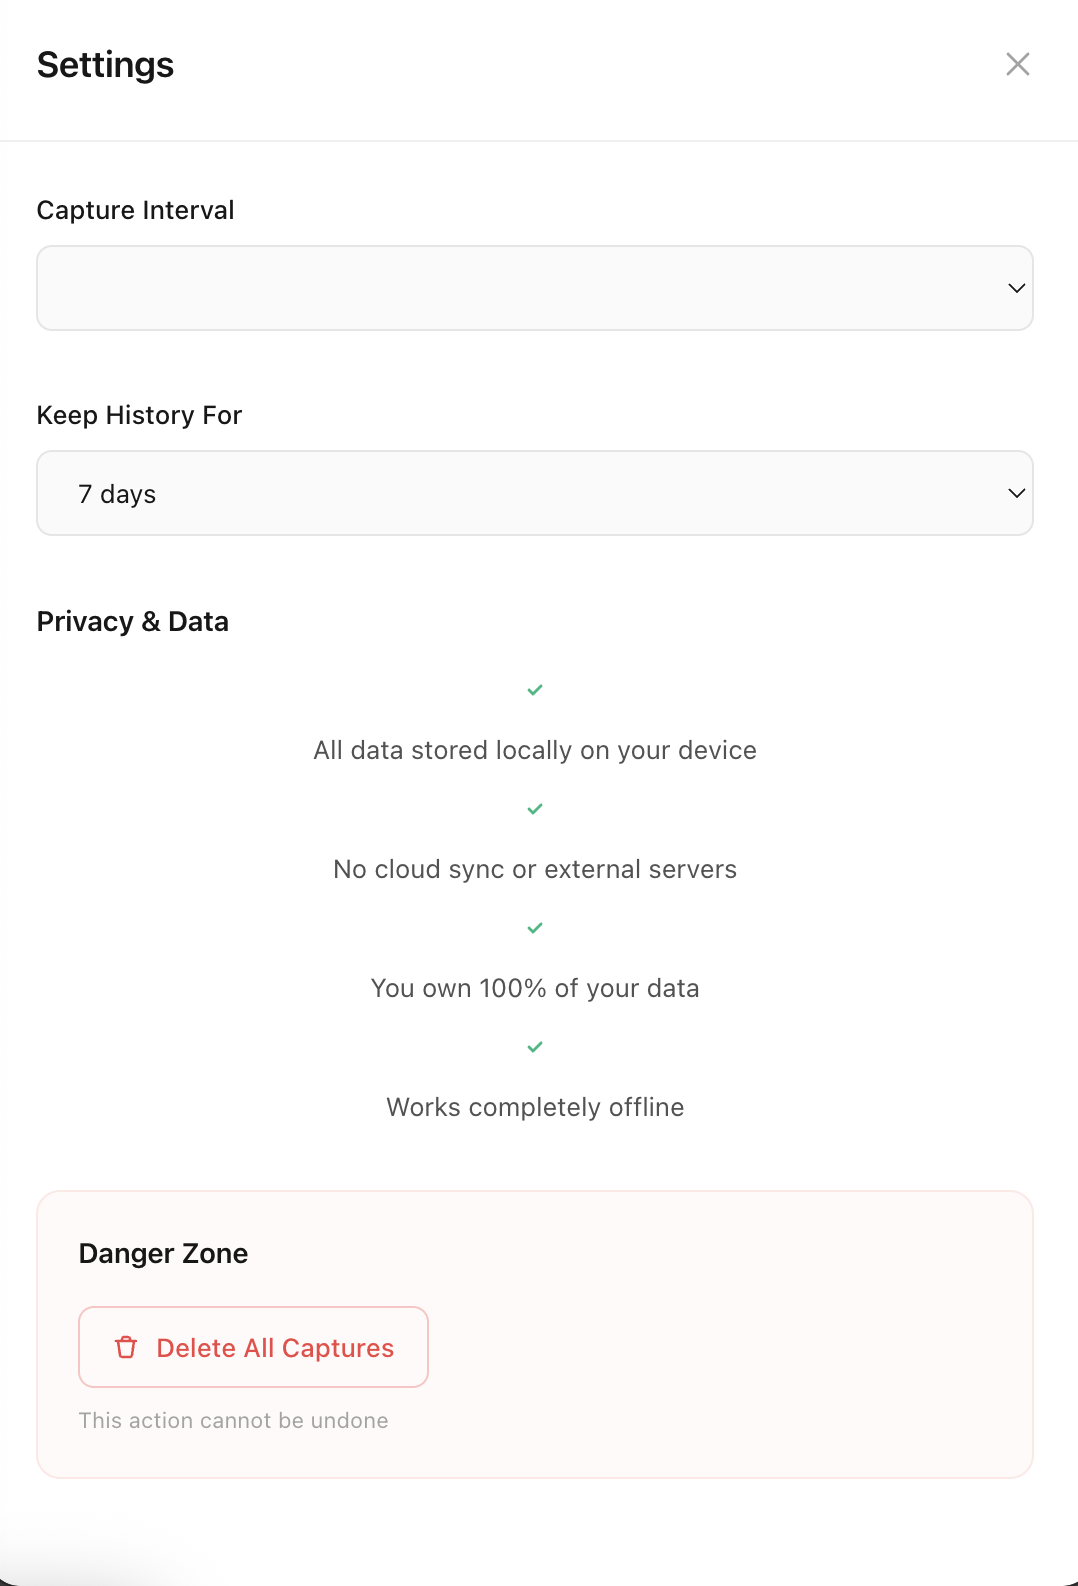 Settings
Capture Interval
Keep History For
7 days
Privacy & Data
All data stored locally on your device
No cloud sync or external servers
You own 100% of your data
Works completely offline
Danger Zone
Delete All Captures
This action cannot be undone